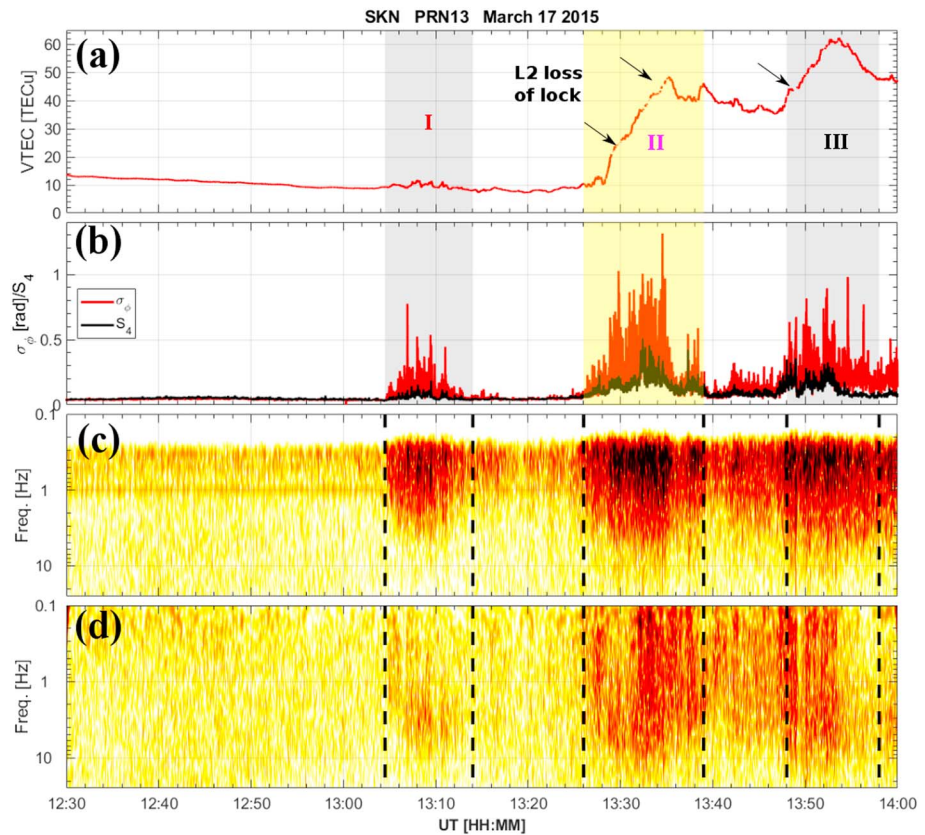 SKN PRN13 March 17 2015
(a)
VTEC [TECu]
60
50
40
30
20
10
0
I
L2 loss
of lock
II
III
(b)
σϕ [rad]/S4
1
0.5
0
σϕ
S4
(c)
Freq. [Hz]
0.1
1
10
(d)
Freq. [Hz]
0.1
1
10
12:30 12:40 12:50 13:00 13:10 13:20 13:30 13:40 13:50 14:00
UT [HH:MM]